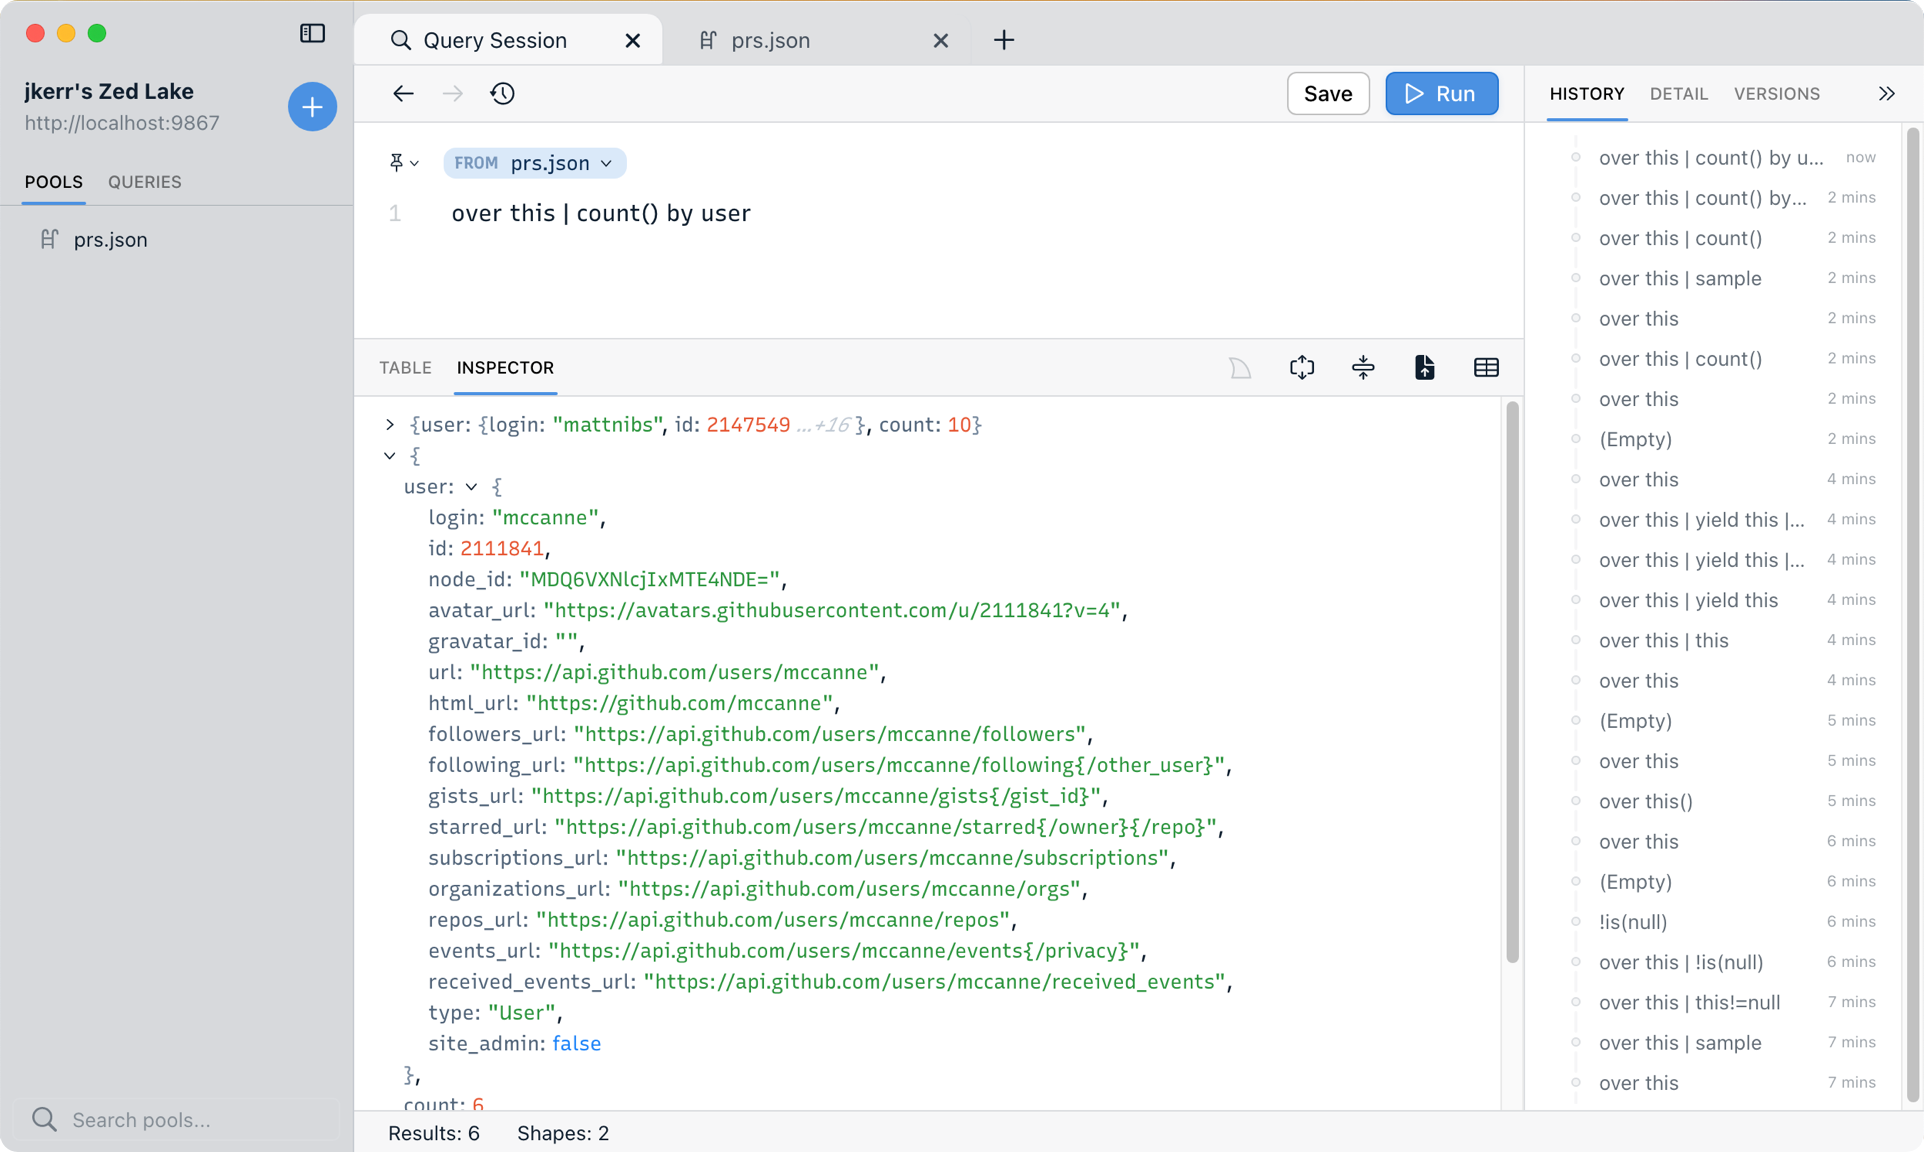 jkerr's Zed Lake
http://localhost:9867
POOLS QUERIES
prs.json
Search pools...
Query Session
prs.json
Save
Run
FROM prs.json
1 over this | count() by user
TABLE INSPECTOR
{user: {login: "mattnibs", id: 2147549 ...+16 }, count: 10}
{
user: {
login: "mccanne",
id: 2111841,
node_id: "MDQ6VXNlcjIxMTE4NDE=",
avatar_url: "https://avatars.githubusercontent.com/u/2111841?v=4",
gravatar_id: "",
url: "https://api.github.com/users/mccanne",
html_url: "https://github.com/mccanne",
followers_url: "https://api.github.com/users/mccanne/followers",
following_url: "https://api.github.com/users/mccanne/following{/other_user}",
gists_url: "https://api.github.com/users/mccanne/gists{/gist_id}",
starred_url: "https://api.github.com/users/mccanne/starred{/owner}{/repo}",
subscriptions_url: "https://api.github.com/users/mccanne/subscriptions",
organizations_url: "https://api.github.com/users/mccanne/orgs",
repos_url: "https://api.github.com/users/mccanne/repos",
events_url: "https://api.github.com/users/mccanne/events{/privacy}",
received_events_url: "https://api.github.com/users/mccanne/received_events",
type: "User",
site_admin: false
},
count: 6
Results: 6 Shapes: 2
HISTORY DETAIL VERSIONS
over this | count() by u... now
over this | count() by... 2 mins
over this | count() 2 mins
over this | sample 2 mins
over this 2 mins
over this | count() 2 mins
over this 2 mins
(Empty) 2 mins
over this 4 mins
over this | yield this |... 4 mins
over this | yield this |... 4 mins
over this | yield this 4 mins
over this | this 4 mins
over this 4 mins
(Empty) 5 mins
over this 5 mins
over this() 5 mins
over this 6 mins
(Empty) 6 mins
!is(null) 6 mins
over this | !is(null) 6 mins
over this | this!=null 7 mins
over this | sample 7 mins
over this 7 mins